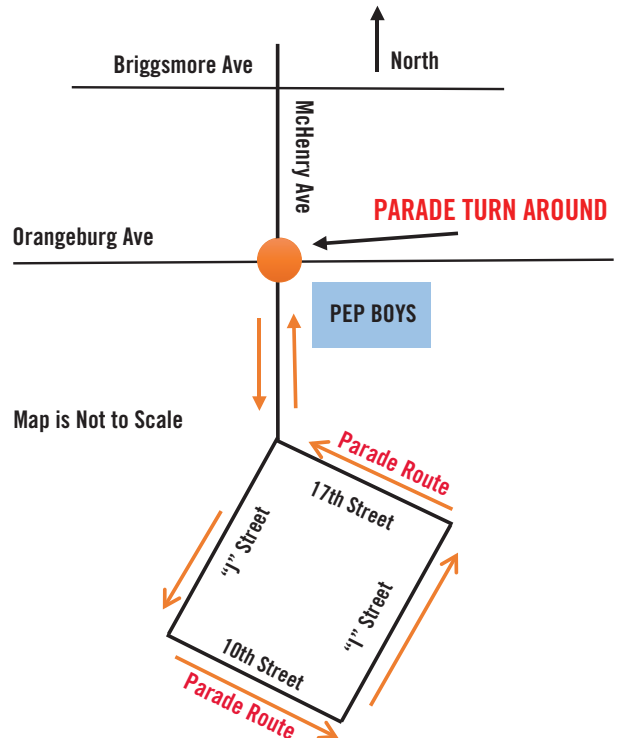 North
Briggsmore Ave
McHenry Ave
PARADE TURN AROUND
Orangeburg Ave
PEP BOYS
Map is Not to Scale
Parade Route
17th Street
“J” Street
“I” Street
10th Street
Parade Route